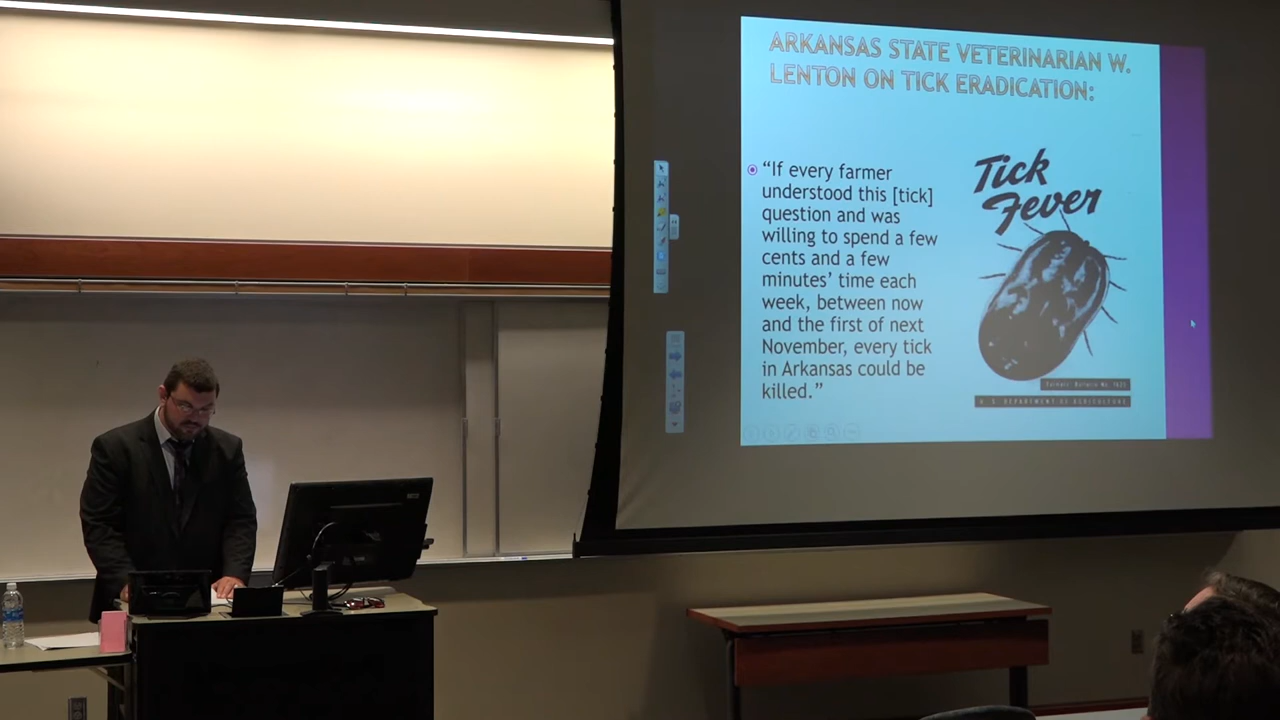 ARKANSAS STATE VETERINARIAN W.
LENTON ON TICK ERADICATION:
“If every farmer
understood this [tick]
question and was
willing to spend a few
cents and a few
minutes’ time each
week, between now
and the first of next
November, every tick
in Arkansas could be
killed.”
Tick
Fever
U. S. DEPARTMENT OF AGRICULTURE